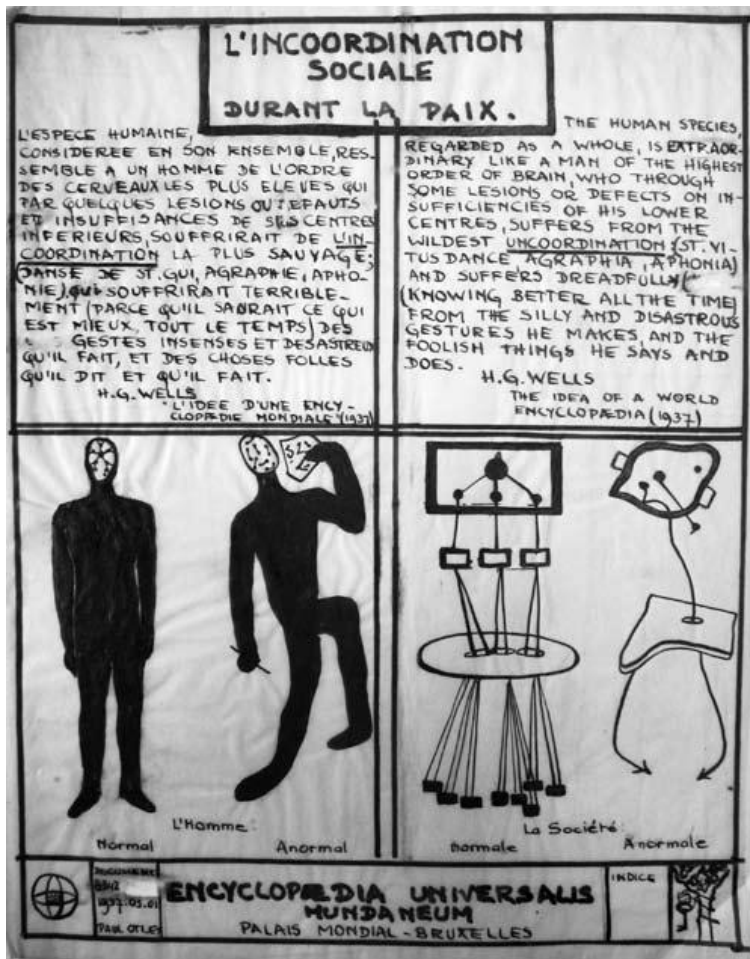 L'INCOORDINATION
SOCIALE
DURANT LA PAIX.
L'ESPECE HUMAINE,
CONSIDEREE EN SON ENSEMBLE, RES-
SEMBLE A UN HOMME DE L'ORDRE
DES CERVEAUX LES PLUS ELEVES QUI
PAR QUELQUES LESIONS OU DEFAUTS
ET INSUFFISANCES DE SES CENTRES
INFERIEURS, SOUFFRIRAIT DE L'IN-
COORDINATION LA PLUS SAUVAGE;
(DANSE DE ST. GUI, AGRAPHIE, APHO-
NIE) QUI SOUFFRIRAIT TERRIBLE-
MENT (PARCE QU'IL SAURAIT CE QUI
EST MIEUX, TOUT LE TEMPS) DES
GESTES INSENSES ET DESASTREUX
QU'IL FAIT, ET DES CHOSES FOLLES
QU'IL DIT ET QU'IL FAIT.
H.G. WELLS
"L'IDEE D'UNE ENCY-
CLOPÆDIE MONDIALE" (1937)
THE HUMAN SPECIES,
REGARDED AS A WHOLE, IS EXTRAOR-
DINARY LIKE A MAN OF THE HIGHEST
ORDER OF BRAIN, WHO THROUGH
SOME LESIONS OR DEFECTS ON IN-
SUFFICIENCIES OF HIS LOWER
CENTRES, SUFFERS FROM THE
WILDEST UNCOORDINATION; (ST. VI-
TUS DANCE AGRAPHIA, APHONIA)
AND SUFFERS DREADFULLY
(KNOWING BETTER ALL THE TIME)
FROM THE SILLY AND DISASTROUS
GESTURES HE MAKES, AND THE
FOOLISH THINGS HE SAYS AND
DOES.
H.G. WELLS
THE IDEA OF A WORLD
ENCYCLOPÆDIA (1937)
L'Homme:
Normal
Anormal
La Société:
normale
Anormale
DOCUMENT
1937.05.01
PAUL OTLET
ENCYCLOPÆDIA UNIVERSALIS
MUNDANEUM
PALAIS MONDIAL - BRUXELLES
INDICE